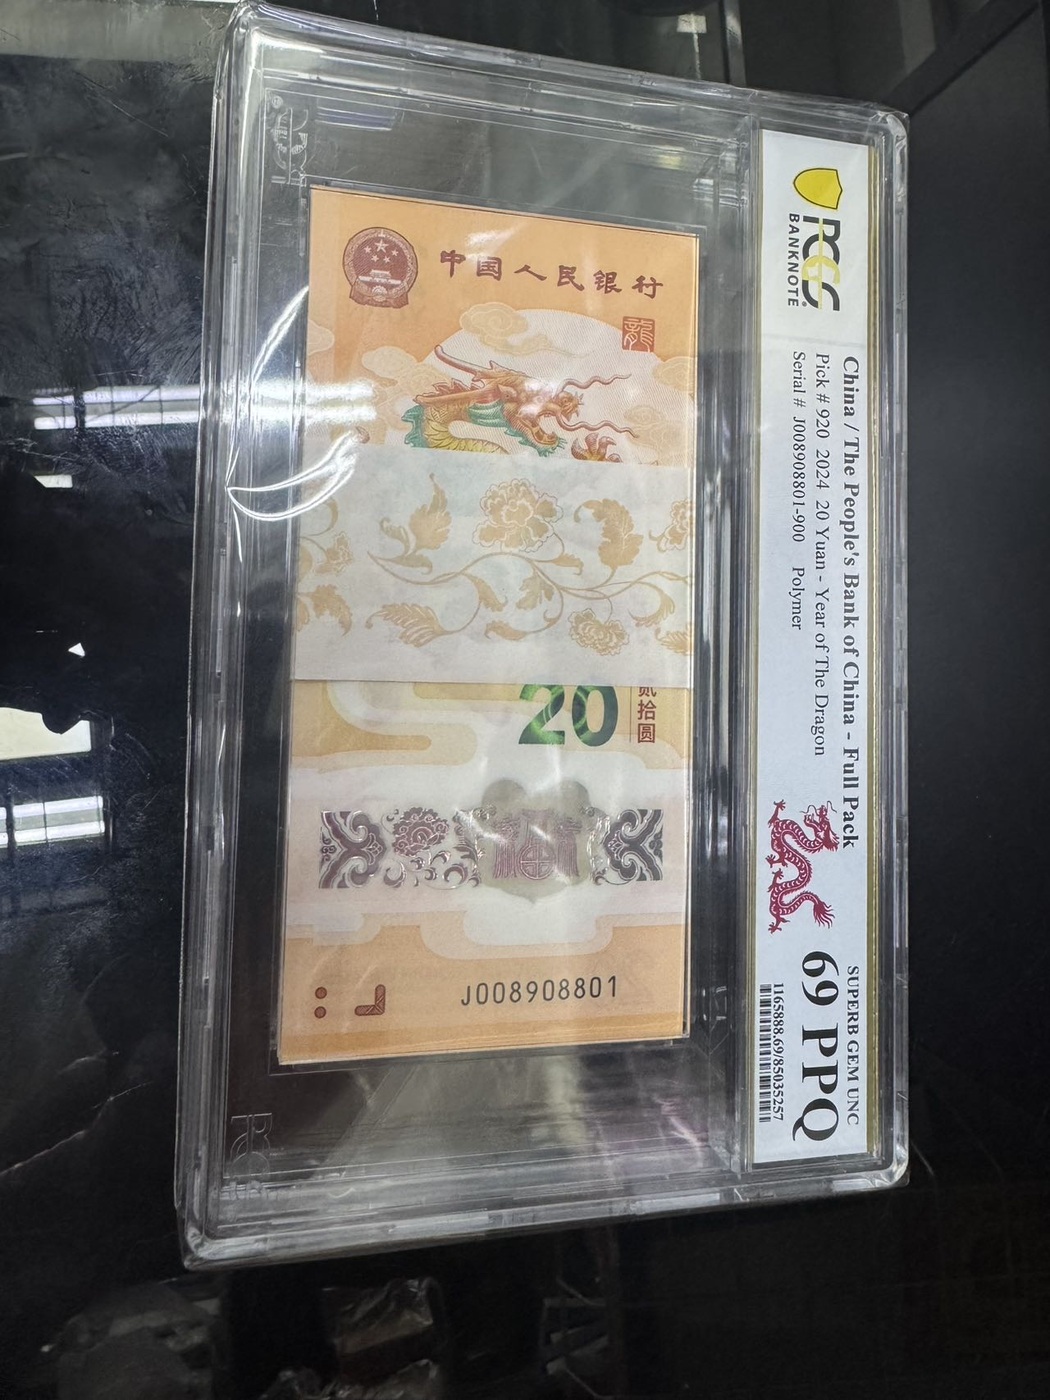 PCGS
BANKNOTE
China / The People's Bank of China - Full Pack
Pick # 920 2024 20 Yuan - Year of The Dragon
Serial # J008908801-900 Polymer
SUPERB GEM UNC
69 PPQ
1165888.69/85035257
中国人民银行
龍
20
贰拾圆
J008908801